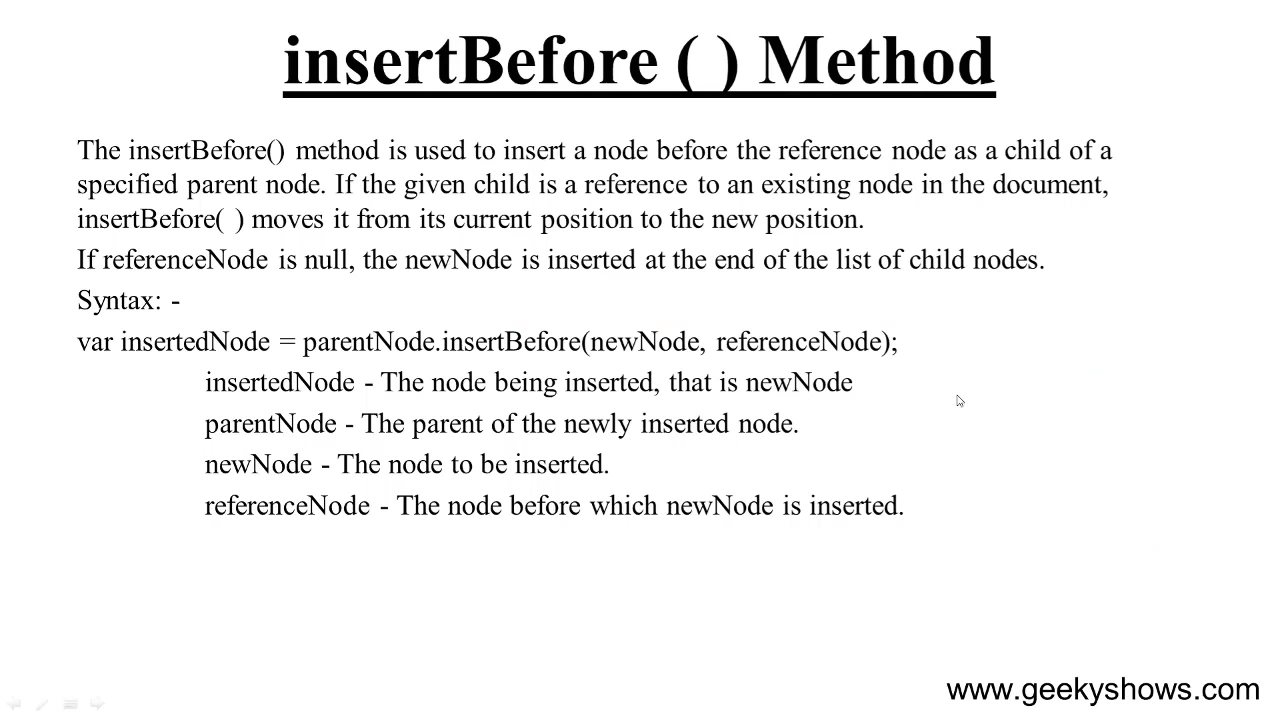 insertBefore ( ) Method
The insertBefore() method is used to insert a node before the reference node as a child of a
specified parent node. If the given child is a reference to an existing node in the document,
insertBefore( ) moves it from its current position to the new position.
If referenceNode is null, the newNode is inserted at the end of the list of child nodes.
Syntax: -
var insertedNode = parentNode.insertBefore(newNode, referenceNode);
insertedNode - The node being inserted, that is newNode
parentNode - The parent of the newly inserted node.
newNode - The node to be inserted.
referenceNode - The node before which newNode is inserted.
www.geekyshows.com